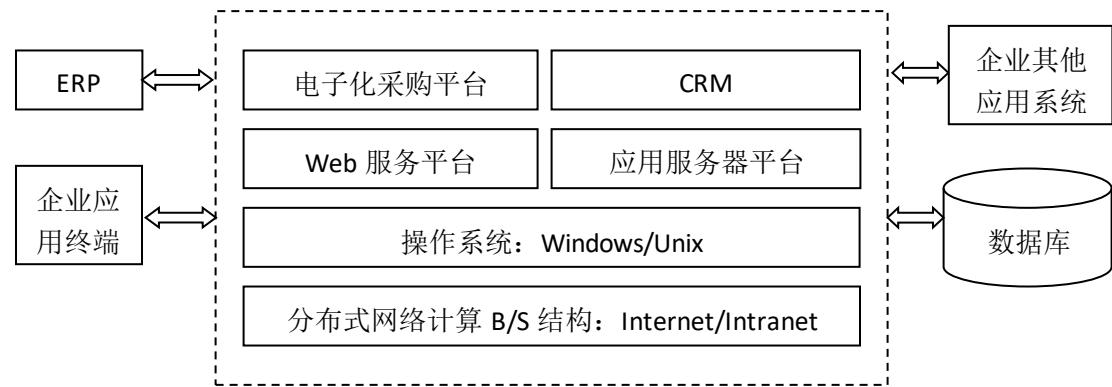 ERP
电子化采购平台
CRM
企业其他
应用系统
Web 服务平台
应用服务器平台
企业应
用终端
操作系统：Windows/Unix
数据库
分布式网络计算 B/S 结构：Internet/Intranet